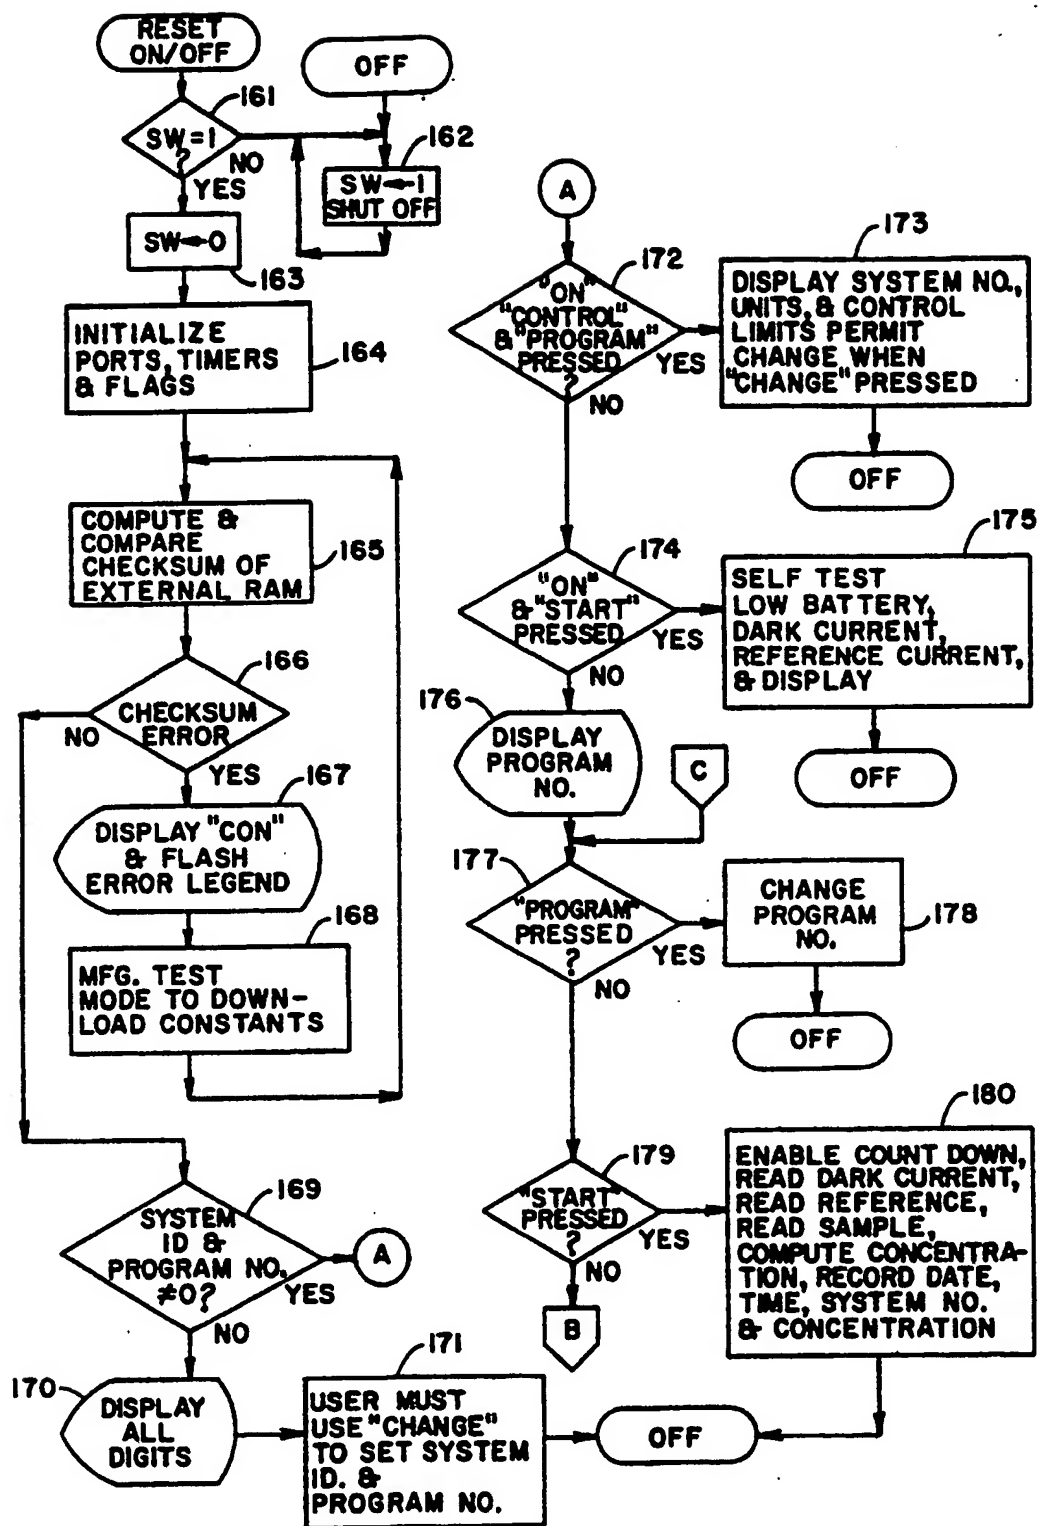 RESET
ON/OFF
OFF
161
SW=1
?
NO
YES
162
SW←1
SHUT OFF
SW←0
163
INITIALIZE
PORTS, TIMERS
& FLAGS
164
COMPUTE &
COMPARE
CHECKSUM OF
EXTERNAL RAM
165
166
CHECKSUM
ERROR
NO
YES
167
DISPLAY "CON"
& FLASH
ERROR LEGEND
168
MFG. TEST
MODE TO DOWN-
LOAD CONSTANTS
169
SYSTEM
ID &
PROGRAM NO.
≠0?
YES
A
NO
170
DISPLAY
ALL
DIGITS
171
USER MUST
USE "CHANGE"
TO SET SYSTEM
ID. &
PROGRAM NO.
OFF
A
172
"ON"
"CONTROL"
& "PROGRAM"
PRESSED
?
YES
NO
173
DISPLAY SYSTEM NO.,
UNITS, & CONTROL
LIMITS PERMIT
CHANGE WHEN
"CHANGE" PRESSED
OFF
174
"ON"
& "START"
PRESSED
YES
NO
175
SELF TEST
LOW BATTERY,
DARK CURRENT,
REFERENCE CURRENT,
& DISPLAY
OFF
176
DISPLAY
PROGRAM
NO.
C
177
"PROGRAM"
PRESSED
?
YES
NO
CHANGE
PROGRAM
NO.
178
OFF
179
"START"
PRESSED
?
YES
NO
B
180
ENABLE COUNT DOWN,
READ DARK CURRENT,
READ REFERENCE,
READ SAMPLE,
COMPUTE CONCENTRA-
TION, RECORD DATE,
TIME, SYSTEM NO.
& CONCENTRATION